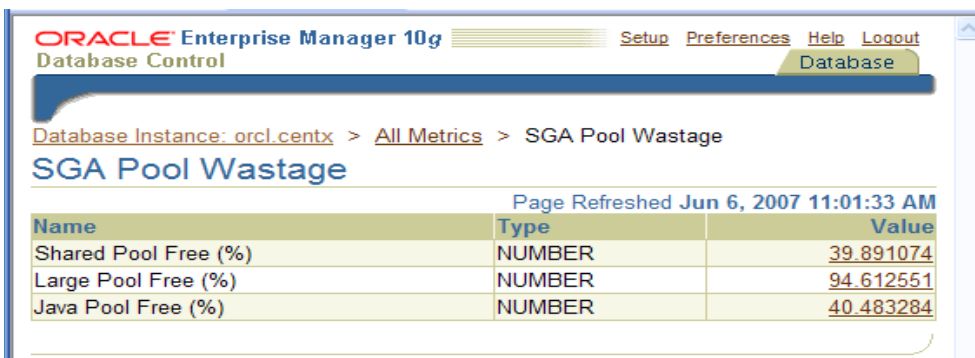 ORACLE Enterprise Manager 10g Setup Preferences Help Logout
Database Control Database
Database Instance: orcl.centx > All Metrics > SGA Pool Wastage
SGA Pool Wastage
Page Refreshed Jun 6, 2007 11:01:33 AM
Name Type Value
Shared Pool Free (%) NUMBER 39.891074
Large Pool Free (%) NUMBER 94.612551
Java Pool Free (%) NUMBER 40.483284